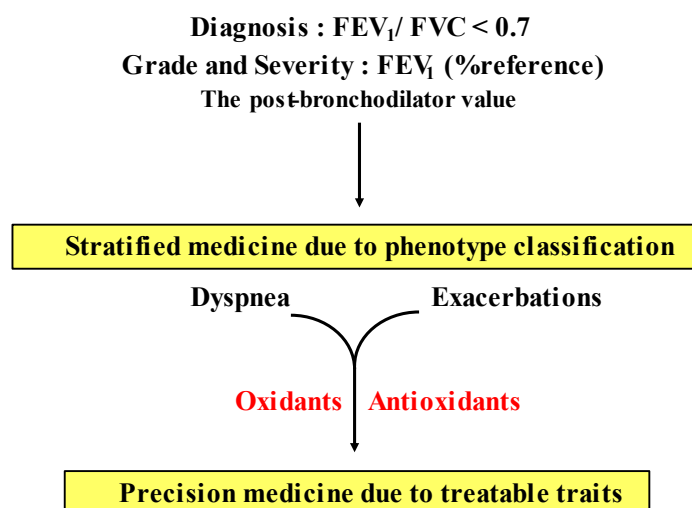 Diagnosis : FEV₁/ FVC < 0.7
Grade and Severity : FEV₁ (%reference)
The post-bronchodilator value
Stratified medicine due to phenotype classification
Dyspnea Exacerbations
Oxidants Antioxidants
Precision medicine due to treatable traits